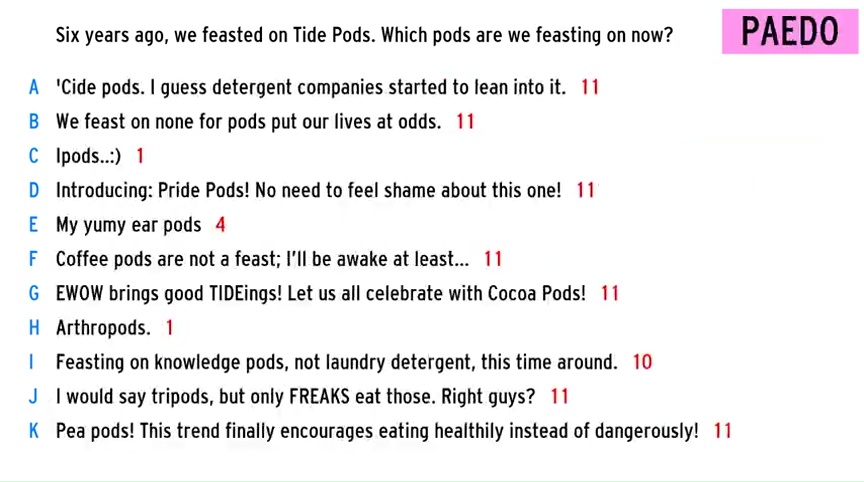 Six years ago, we feasted on Tide Pods. Which pods are we feasting on now?
PAEDO
A 'Cide pods. I guess detergent companies started to lean into it. 11
B We feast on none for pods put our lives at odds. 11
C Ipods..:) 1
D Introducing: Pride Pods! No need to feel shame about this one! 11
E My yumy ear pods 4
F Coffee pods are not a feast; I'll be awake at least... 11
G EWOW brings good TIDEings! Let us all celebrate with Cocoa Pods! 11
H Arthropods. 1
I Feasting on knowledge pods, not laundry detergent, this time around. 10
J I would say tripods, but only FREAKS eat those. Right guys? 11
K Pea pods! This trend finally encourages eating healthily instead of dangerously! 11